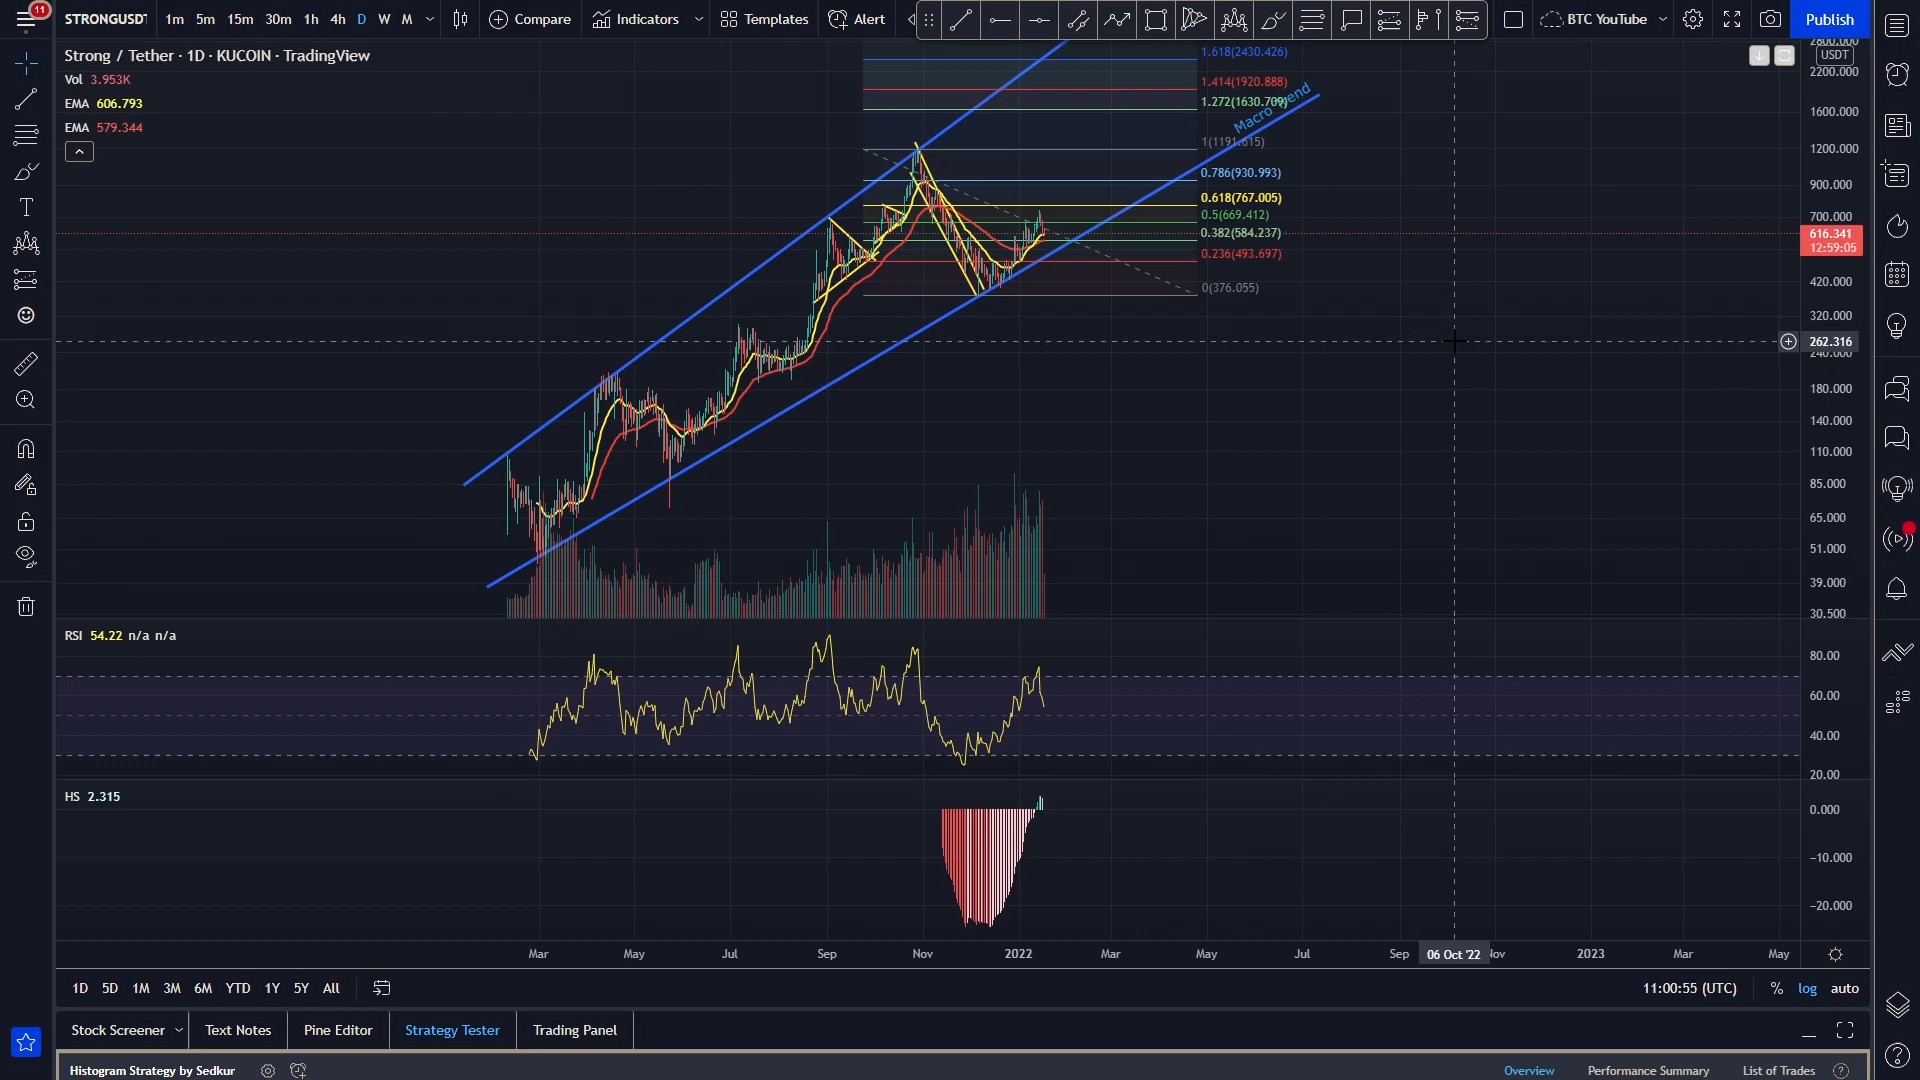 11
STRONGUSDT
1m 5m 15m 30m 1h 4h D W M
Compare
Indicators
Templates
Alert
BTC YouTube
Publish
Strong / Tether · 1D · KUCOIN · TradingView
Vol 3.953K
EMA 606.793
EMA 579.344
1.618(2430.426)
1.414(1920.888)
1.272(1630.709)
Macro Trend
1(1191.615)
0.786(930.993)
0.618(767.005)
0.5(669.412)
0.382(584.237)
0.236(493.697)
0(376.055)
2800.000
USDT
2200.000
1600.000
1200.000
900.000
700.000
616.341
12:59:05
420.000
320.000
262.316
240.000
180.000
140.000
110.000
85.000
65.000
51.000
39.000
30.500
RSI 54.22 n/a n/a
80.00
60.00
40.00
20.00
HS 2.315
0.000
−10.000
−20.000
Mar May Jul Sep Nov 2022 Mar May Jul Sep 06 Oct '22 Nov 2023 Mar May
1D 5D 1M 3M 6M YTD 1Y 5Y All
11:00:55 (UTC) % log auto
Stock Screener Text Notes Pine Editor Strategy Tester Trading Panel
Histogram Strategy by Sedkur
Overview Performance Summary List of Trades